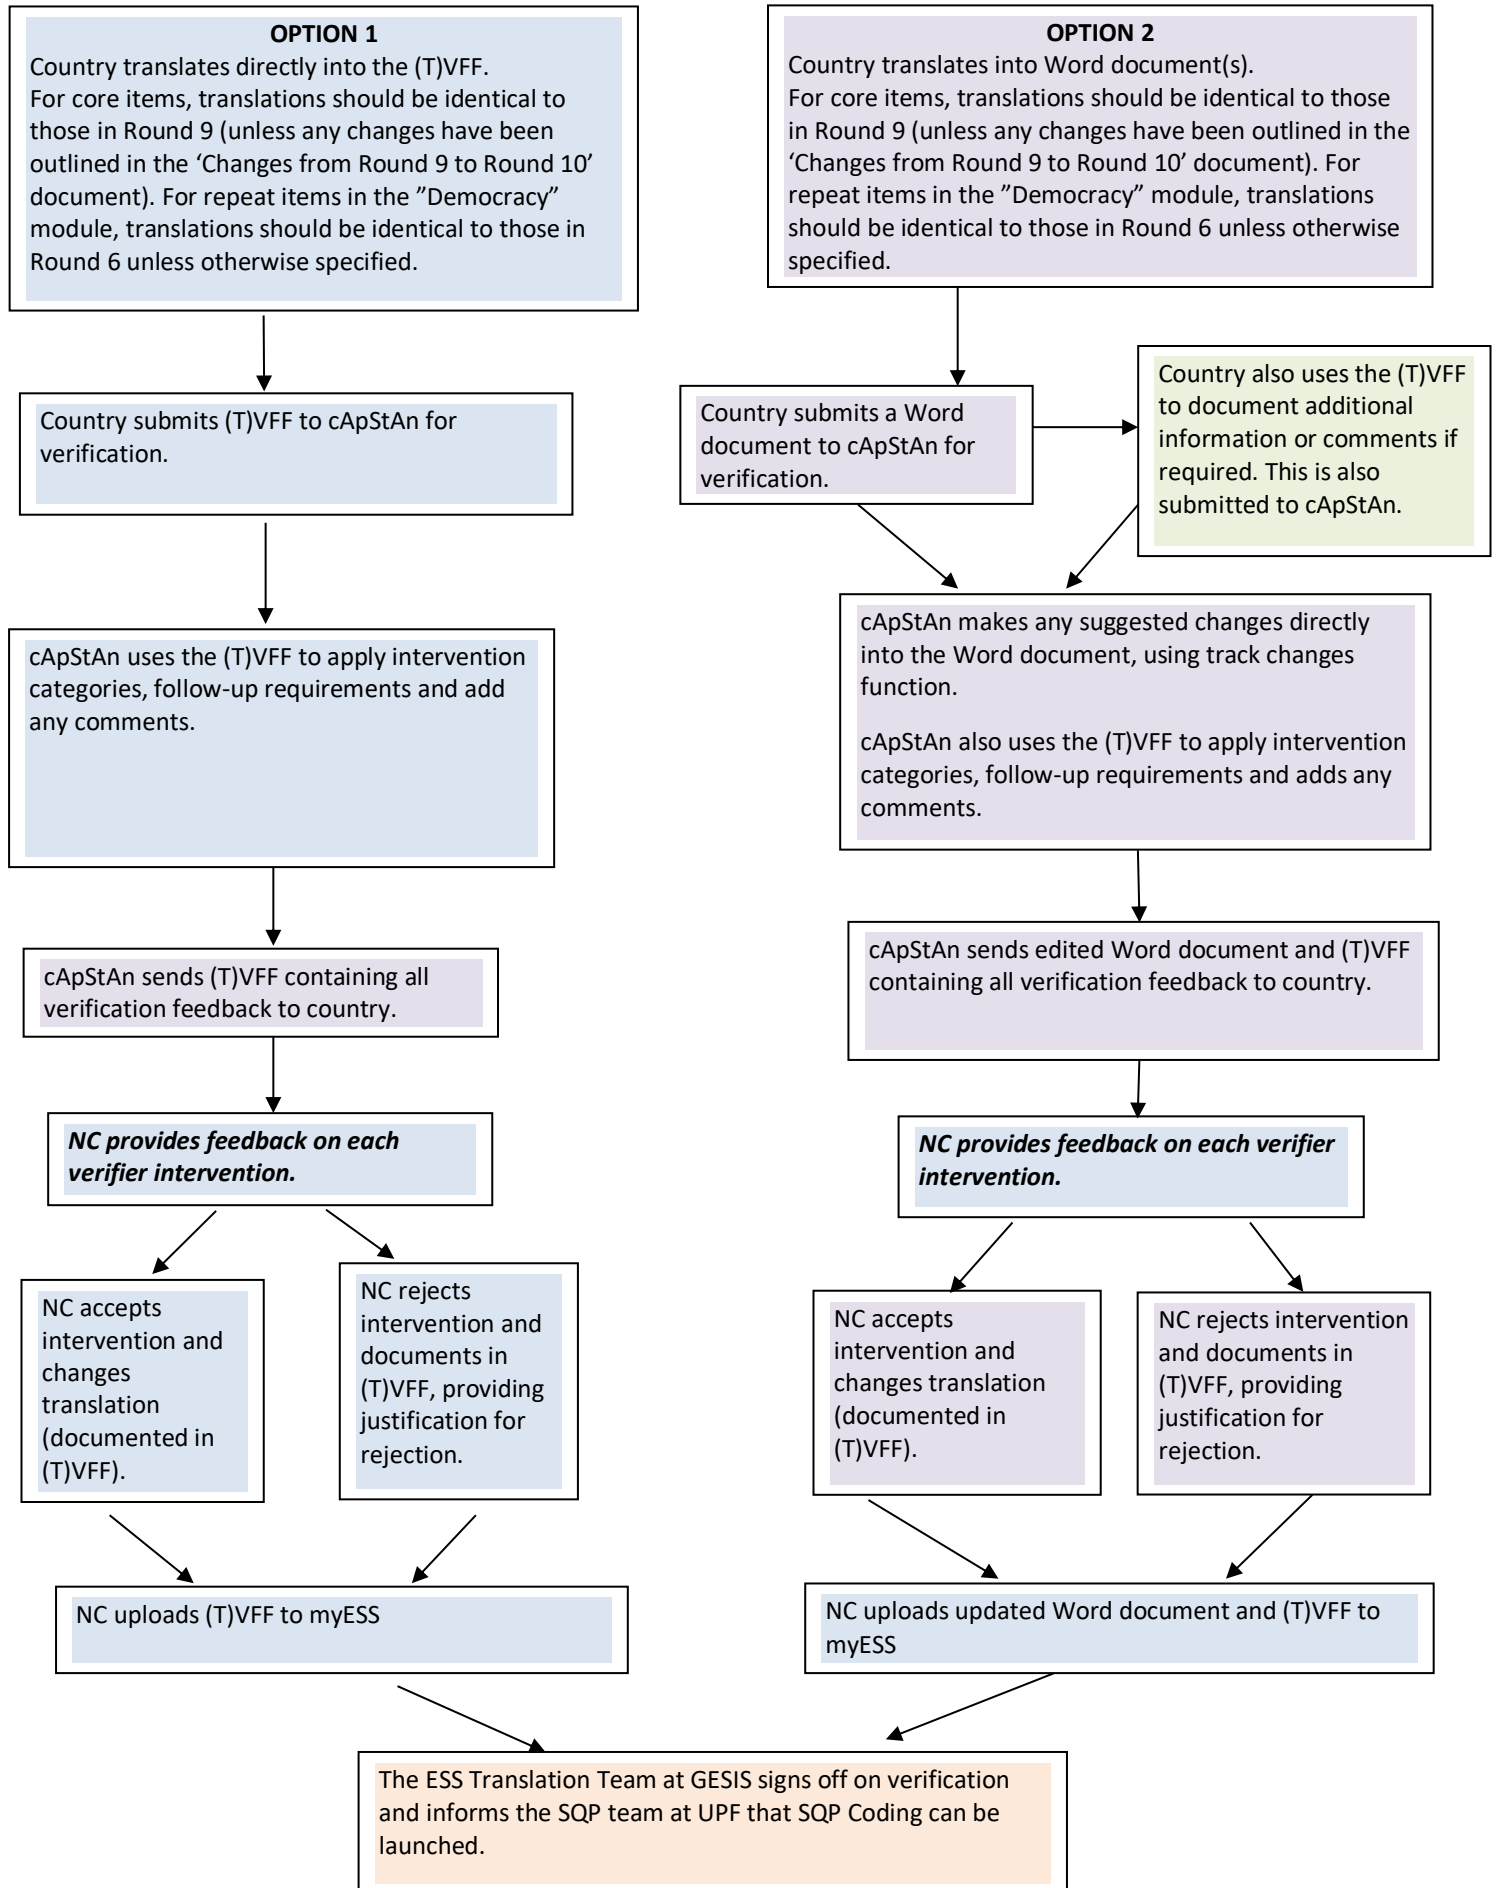 OPTION 1
Country translates directly into the (T)VFF.
For core items, translations should be identical to
those in Round 9 (unless any changes have been
outlined in the ‘Changes from Round 9 to Round 10’
document). For repeat items in the ”Democracy”
module, translations should be identical to those in
Round 6 unless otherwise specified.
Country submits (T)VFF to cApStAn for
verification.
cApStAn uses the (T)VFF to apply intervention
categories, follow-up requirements and add
any comments.
cApStAn sends (T)VFF containing all
verification feedback to country.
NC provides feedback on each
verifier intervention.
NC accepts
intervention and
changes
translation
(documented in
(T)VFF).
NC rejects
intervention and
documents in
(T)VFF, providing
justification for
rejection.
NC uploads (T)VFF to myESS
OPTION 2
Country translates into Word document(s).
For core items, translations should be identical to those
in Round 9 (unless any changes have been outlined in the
‘Changes from Round 9 to Round 10’ document). For
repeat items in the ”Democracy” module, translations
should be identical to those in Round 6 unless otherwise
specified.
Country submits a Word
document to cApStAn for
verification.
Country also uses the (T)VFF
to document additional
information or comments if
required. This is also
submitted to cApStAn.
cApStAn makes any suggested changes directly
into the Word document, using track changes
function.
cApStAn also uses the (T)VFF to apply intervention
categories, follow-up requirements and adds any
comments.
cApStAn sends edited Word document and (T)VFF
containing all verification feedback to country.
NC provides feedback on each verifier
intervention.
NC accepts
intervention and
changes translation
(documented in
(T)VFF).
NC rejects intervention
and documents in
(T)VFF, providing
justification for
rejection.
NC uploads updated Word document and (T)VFF to
myESS
The ESS Translation Team at GESIS signs off on verification
and informs the SQP team at UPF that SQP Coding can be
launched.